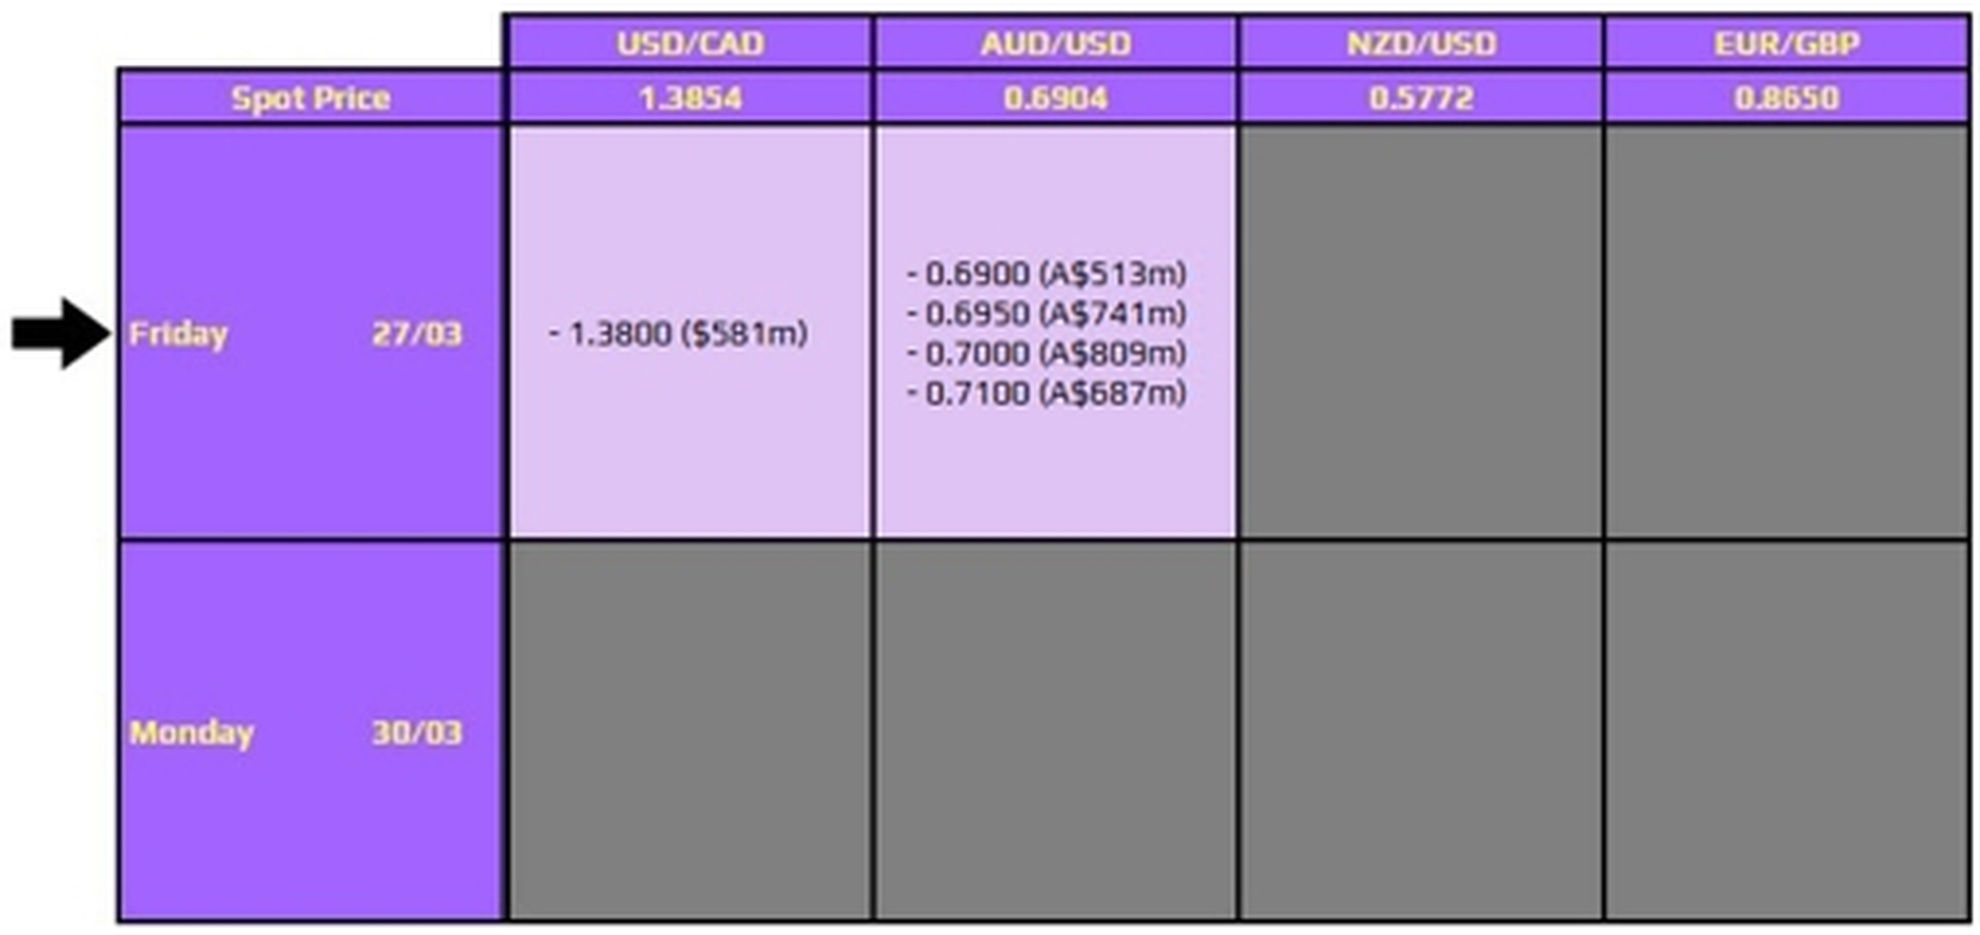 USD/CAD AUD/USD NZD/USD EUR/GBP
Spot Price 1.3854 0.6904 0.5772 0.8650
Friday 27/03 - 1.3800 ($581m)
- 0.6900 (A$513m)
- 0.6950 (A$741m)
- 0.7000 (A$809m)
- 0.7100 (A$687m)
Monday 30/03